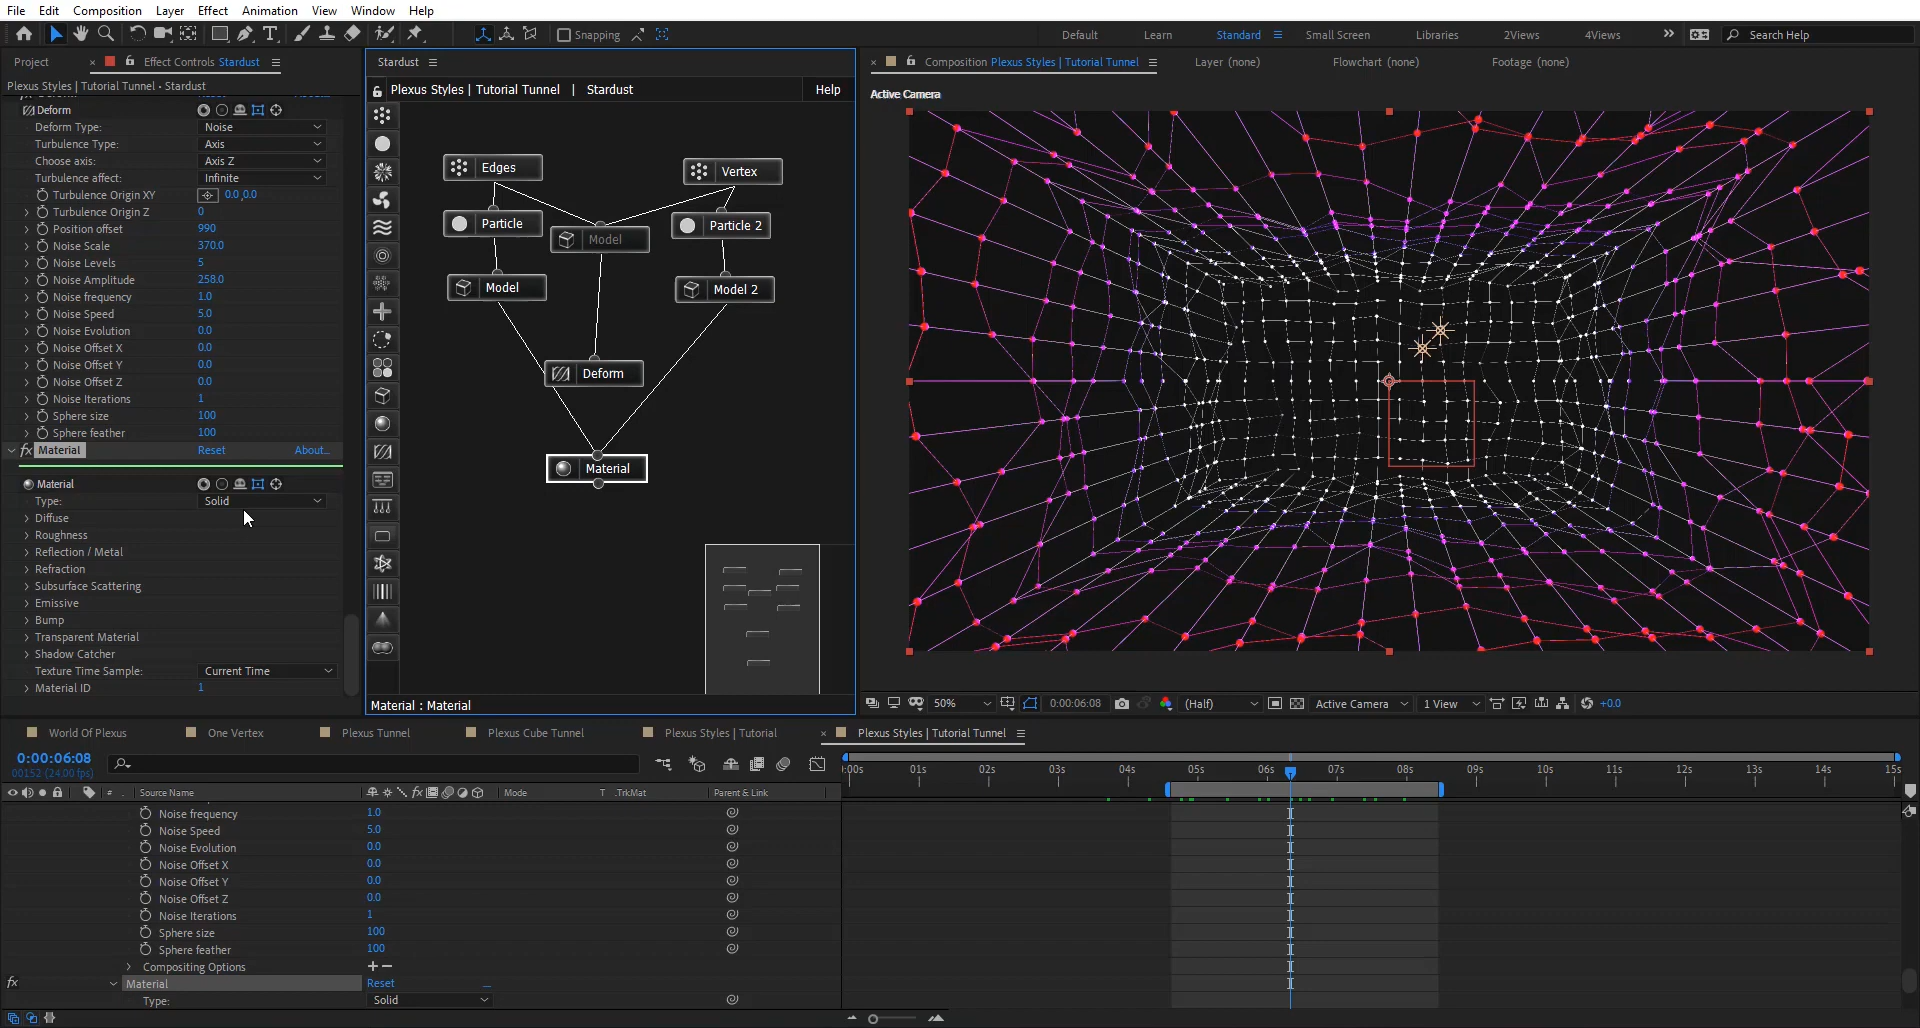 File Edit Composition Layer Effect Animation View Window Help
Snapping
Default Learn Standard Small Screen Libraries 2Views 4Views Search Help
Project Effect Controls Stardust
Plexus Styles | Tutorial Tunnel • Stardust
Deform
Deform Type: Noise
Turbulence Type: Axis
Choose axis: Axis Z
Turbulence affect: Infinite
Turbulence Origin XY 0.0,0.0
Turbulence Origin Z 0
Position offset 990
Noise Scale 370.0
Noise Levels 5
Noise Amplitude 258.0
Noise frequency 1.0
Noise Speed 5.0
Noise Evolution 0.0
Noise Offset X 0.0
Noise Offset Y 0.0
Noise Offset Z 0.0
Noise Iterations 1
Sphere size 100
Sphere feather 100
fx Material Reset About...
Material
Type: Solid
Diffuse
Roughness
Reflection / Metal
Refraction
Subsurface Scattering
Emissive
Bump
Transparent Material
Shadow Catcher
Texture Time Sample: Current Time
Material ID 1
Stardust
Plexus Styles | Tutorial Tunnel | Stardust Help
Edges Vertex
Particle Model Particle 2
Model Model 2
Deform
Material
Material : Material
Composition Plexus Styles | Tutorial Tunnel Layer (none) Flowchart (none) Footage (none)
Active Camera
50% 0:00:06:08 (Half) Active Camera 1 View +0.0
World Of Plexus One Vertex Plexus Tunnel Plexus Cube Tunnel Plexus Styles | Tutorial Plexus Styles | Tutorial Tunnel
0:00:06:08
00152 (24.00 fps)
:00s 01s 02s 03s 04s 05s 06s 07s 08s 09s 10s 11s 12s 13s 14s 15s
# . Source Name fx Mode T .TrkMat Parent & Link
Noise frequency 1.0
Noise Speed 5.0
Noise Evolution 0.0
Noise Offset X 0.0
Noise Offset Y 0.0
Noise Offset Z 0.0
Noise Iterations 1
Sphere size 100
Sphere feather 100
Compositing Options + −
fx Material Reset ...
Type: Solid